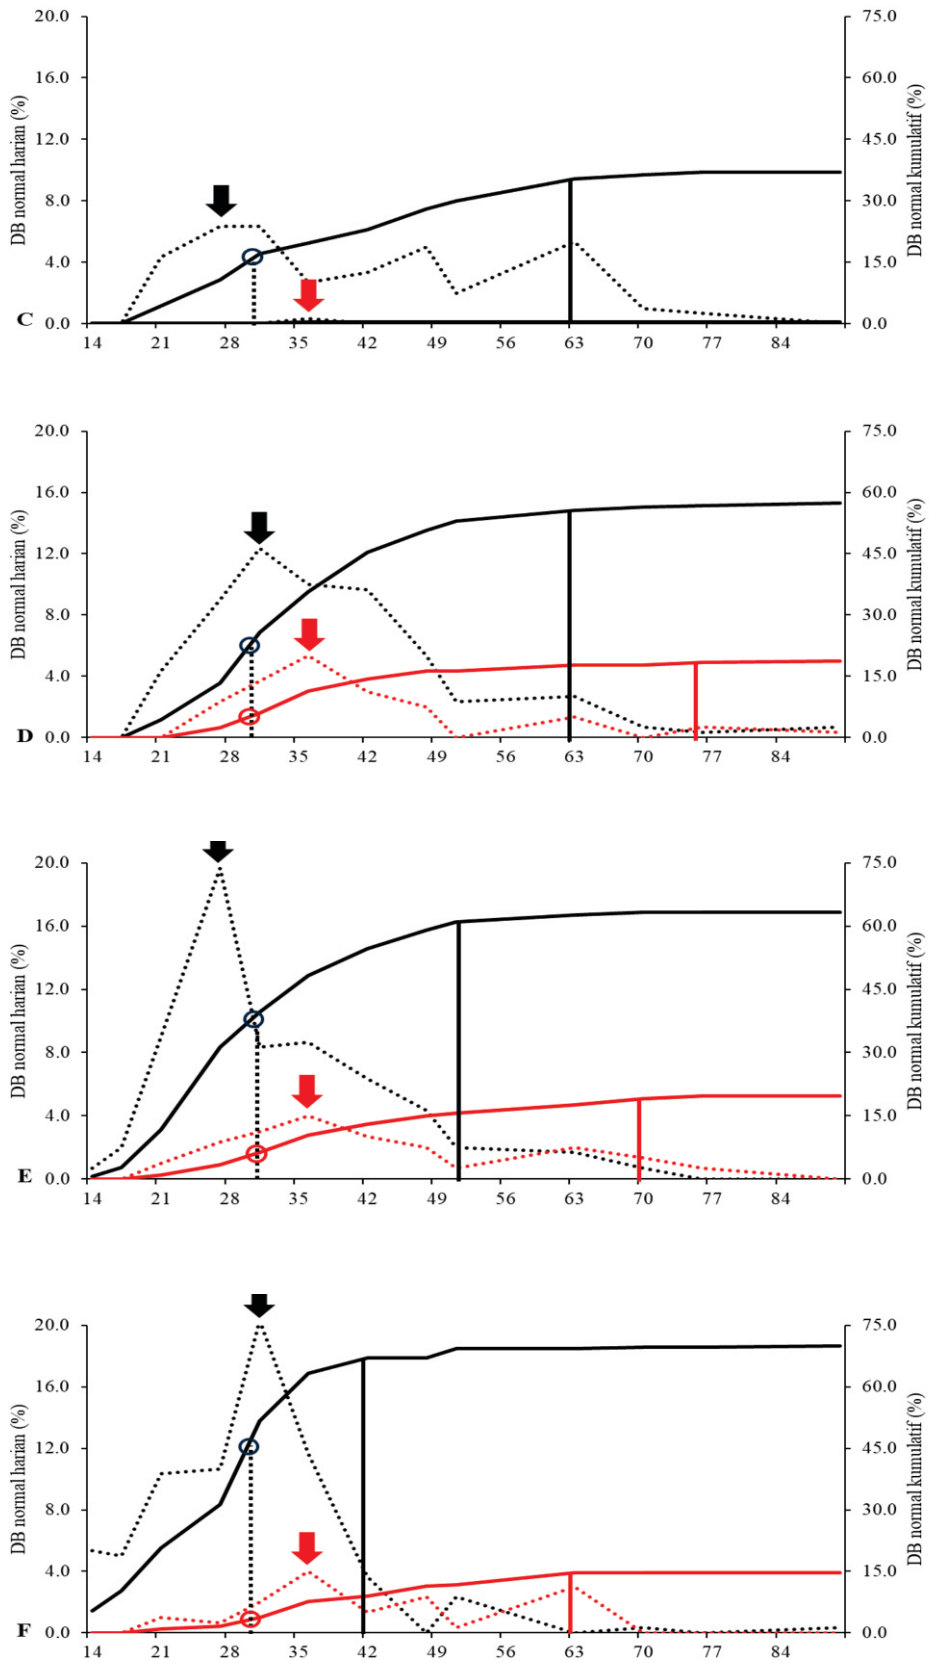 20.0 75.0
16.0 60.0
12.0 45.0
8.0 30.0
4.0 15.0
0.0 0.0
DB normal harian (%)
DB normal kumulatif (%)
C
14 21 28 35 42 49 56 63 70 77 84
20.0 75.0
16.0 60.0
12.0 45.0
8.0 30.0
4.0 15.0
0.0 0.0
DB normal harian (%)
DB normal kumulatif (%)
D
14 21 28 35 42 49 56 63 70 77 84
20.0 75.0
16.0 60.0
12.0 45.0
8.0 30.0
4.0 15.0
0.0 0.0
DB normal harian (%)
DB normal kumulatif (%)
E
14 21 28 35 42 49 56 63 70 77 84
20.0 75.0
16.0 60.0
12.0 45.0
8.0 30.0
4.0 15.0
0.0 0.0
DB normal harian (%)
DB normal kumulatif (%)
F
14 21 28 35 42 49 56 63 70 77 84